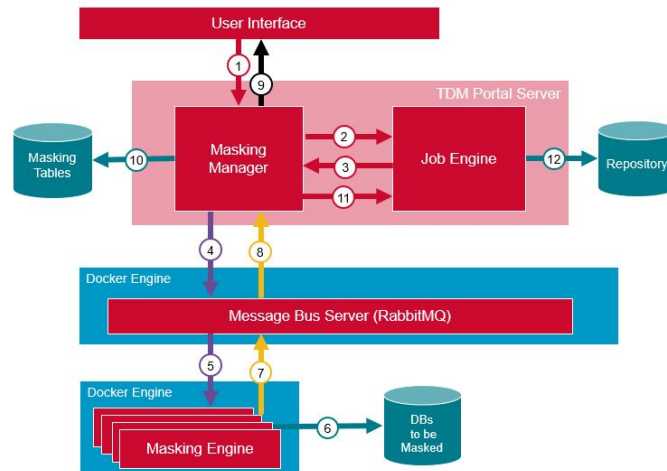 User Interface
1
9
TDM Portal Server
Masking
Manager
2
3
11
Job Engine
Masking
Tables
10
12
Repository
4
8
Docker Engine
Message Bus Server (RabbitMQ)
5
7
Docker Engine
Masking Engine
6
DBs
to be
Masked